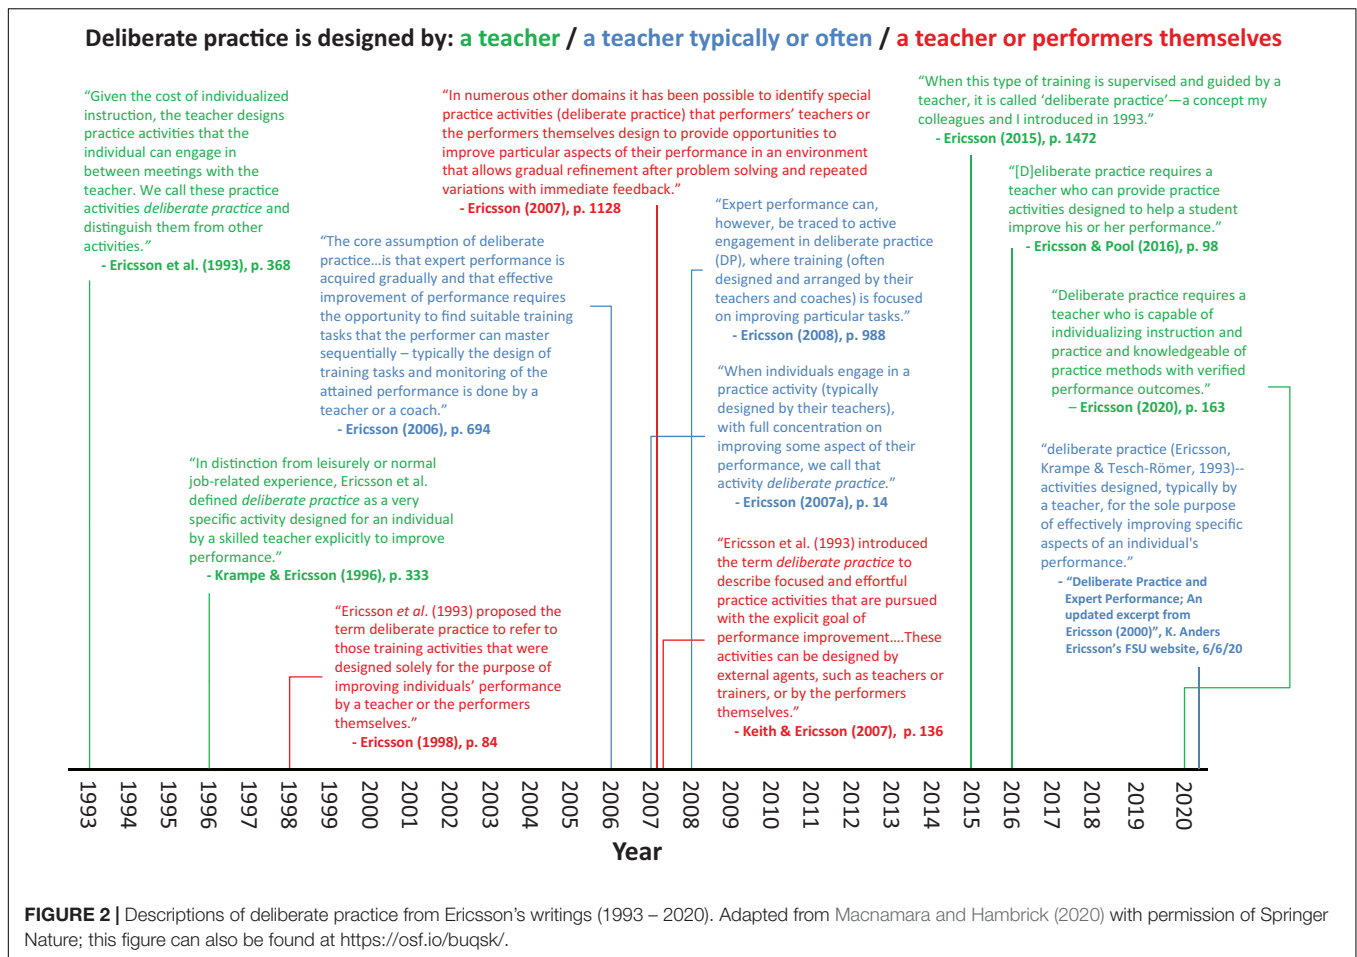 Deliberate practice is designed by: a teacher / a teacher typically or often / a teacher or performers themselves
“Given the cost of individualized
instruction, the teacher designs
practice activities that the
individual can engage in
between meetings with the
teacher. We call these practice
activities deliberate practice and
distinguish them from other
activities.”
- Ericsson et al. (1993), p. 368
“In distinction from leisurely or normal
job-related experience, Ericsson et al.
defined deliberate practice as a very
specific activity designed for an individual
by a skilled teacher explicitly to improve
performance.”
- Krampe & Ericsson (1996), p. 333
“Ericsson et al. (1993) proposed the
term deliberate practice to refer to
those training activities that were
designed solely for the purpose of
improving individuals’ performance
by a teacher or the performers
themselves.”
- Ericsson (1998), p. 84
“The core assumption of deliberate
practice...is that expert performance is
acquired gradually and that effective
improvement of performance requires
the opportunity to find suitable training
tasks that the performer can master
sequentially – typically the design of
training tasks and monitoring of the
attained performance is done by a
teacher or a coach.”
- Ericsson (2006), p. 694
“In numerous other domains it has been possible to identify special
practice activities (deliberate practice) that performers’ teachers or
the performers themselves design to provide opportunities to
improve particular aspects of their performance in an environment
that allows gradual refinement after problem solving and repeated
variations with immediate feedback.”
- Ericsson (2007), p. 1128
“Expert performance can,
however, be traced to active
engagement in deliberate practice
(DP), where training (often
designed and arranged by their
teachers and coaches) is focused
on improving particular tasks.”
- Ericsson (2008), p. 988
“When individuals engage in a
practice activity (typically
designed by their teachers),
with full concentration on
improving some aspect of their
performance, we call that
activity deliberate practice.”
- Ericsson (2007a), p. 14
“Ericsson et al. (1993) introduced
the term deliberate practice to
describe focused and effortful
practice activities that are pursued
with the explicit goal of
performance improvement....These
activities can be designed by
external agents, such as teachers or
trainers, or by the performers
themselves.”
- Keith & Ericsson (2007), p. 136
“When this type of training is supervised and guided by a
teacher, it is called ‘deliberate practice’—a concept my
colleagues and I introduced in 1993.”
- Ericsson (2015), p. 1472
“[D]eliberate practice requires a
teacher who can provide practice
activities designed to help a student
improve his or her performance.”
- Ericsson & Pool (2016), p. 98
“Deliberate practice requires a
teacher who is capable of
individualizing instruction and
practice and knowledgeable of
practice methods with verified
performance outcomes.”
– Ericsson (2020), p. 163
“deliberate practice (Ericsson,
Krampe & Tesch-Römer, 1993)--
activities designed, typically by
a teacher, for the sole purpose
of effectively improving specific
aspects of an individual's
performance.”
- “Deliberate Practice and
Expert Performance; An
updated excerpt from
Ericsson (2000)”, K. Anders
Ericsson’s FSU website, 6/6/20
1993
1994
1995
1996
1997
1998
1999
2000
2001
2002
2003
2004
2005
2006
2007
2008
2009
2010
2011
2012
2013
2014
2015
2016
2017
2018
2019
2020
Year
FIGURE 2 | Descriptions of deliberate practice from Ericsson’s writings (1993 – 2020). Adapted from Macnamara and Hambrick (2020) with permission of Springer
Nature; this figure can also be found at https://osf.io/buqsk/.